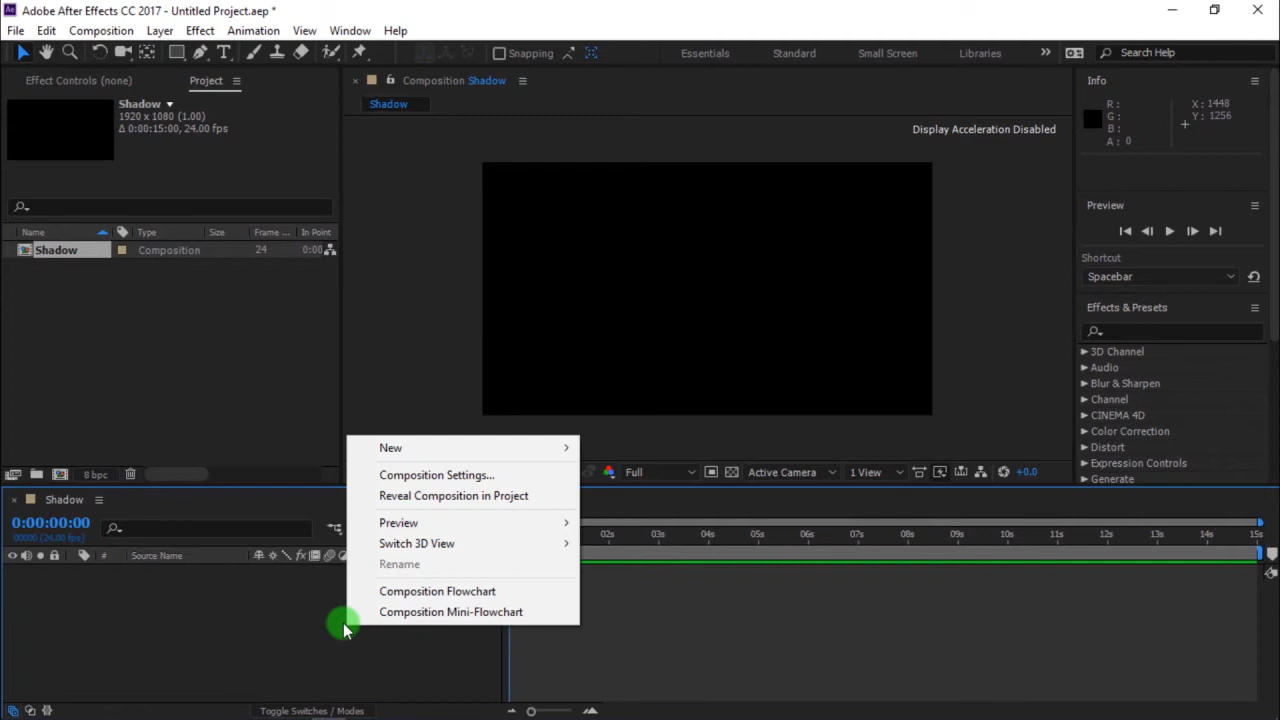 Adobe After Effects CC 2017 - Untitled Project.aep *
File Edit Composition Layer Effect Animation View Window Help
Snapping Essentials Standard Small Screen Libraries Search Help
Effect Controls (none) Project
Composition Shadow
Info
Shadow
1920 x 1080 (1.00)
Δ 0:00:15:00, 24.00 fps
Shadow
Display Acceleration Disabled
R:
G:
B:
A: 0
X: 1448
Y: 1256
Preview
Name Type Size Frame... In Point
Shadow Composition 24 0:00
Shortcut
Spacebar
Effects & Presets
3D Channel
Audio
Blur & Sharpen
Channel
CINEMA 4D
Color Correction
Distort
Expression Controls
Generate
8 bpc
Full Active Camera 1 View +0.0
New
Composition Settings...
Reveal Composition in Project
Preview
Switch 3D View
Rename
Composition Flowchart
Composition Mini-Flowchart
Shadow
0:00:00:00
00000 (24.00 fps)
02s 03s 04s 05s 06s 07s 08s 09s 10s 11s 12s 13s 14s 15s
# Source Name fx
Toggle Switches / Modes